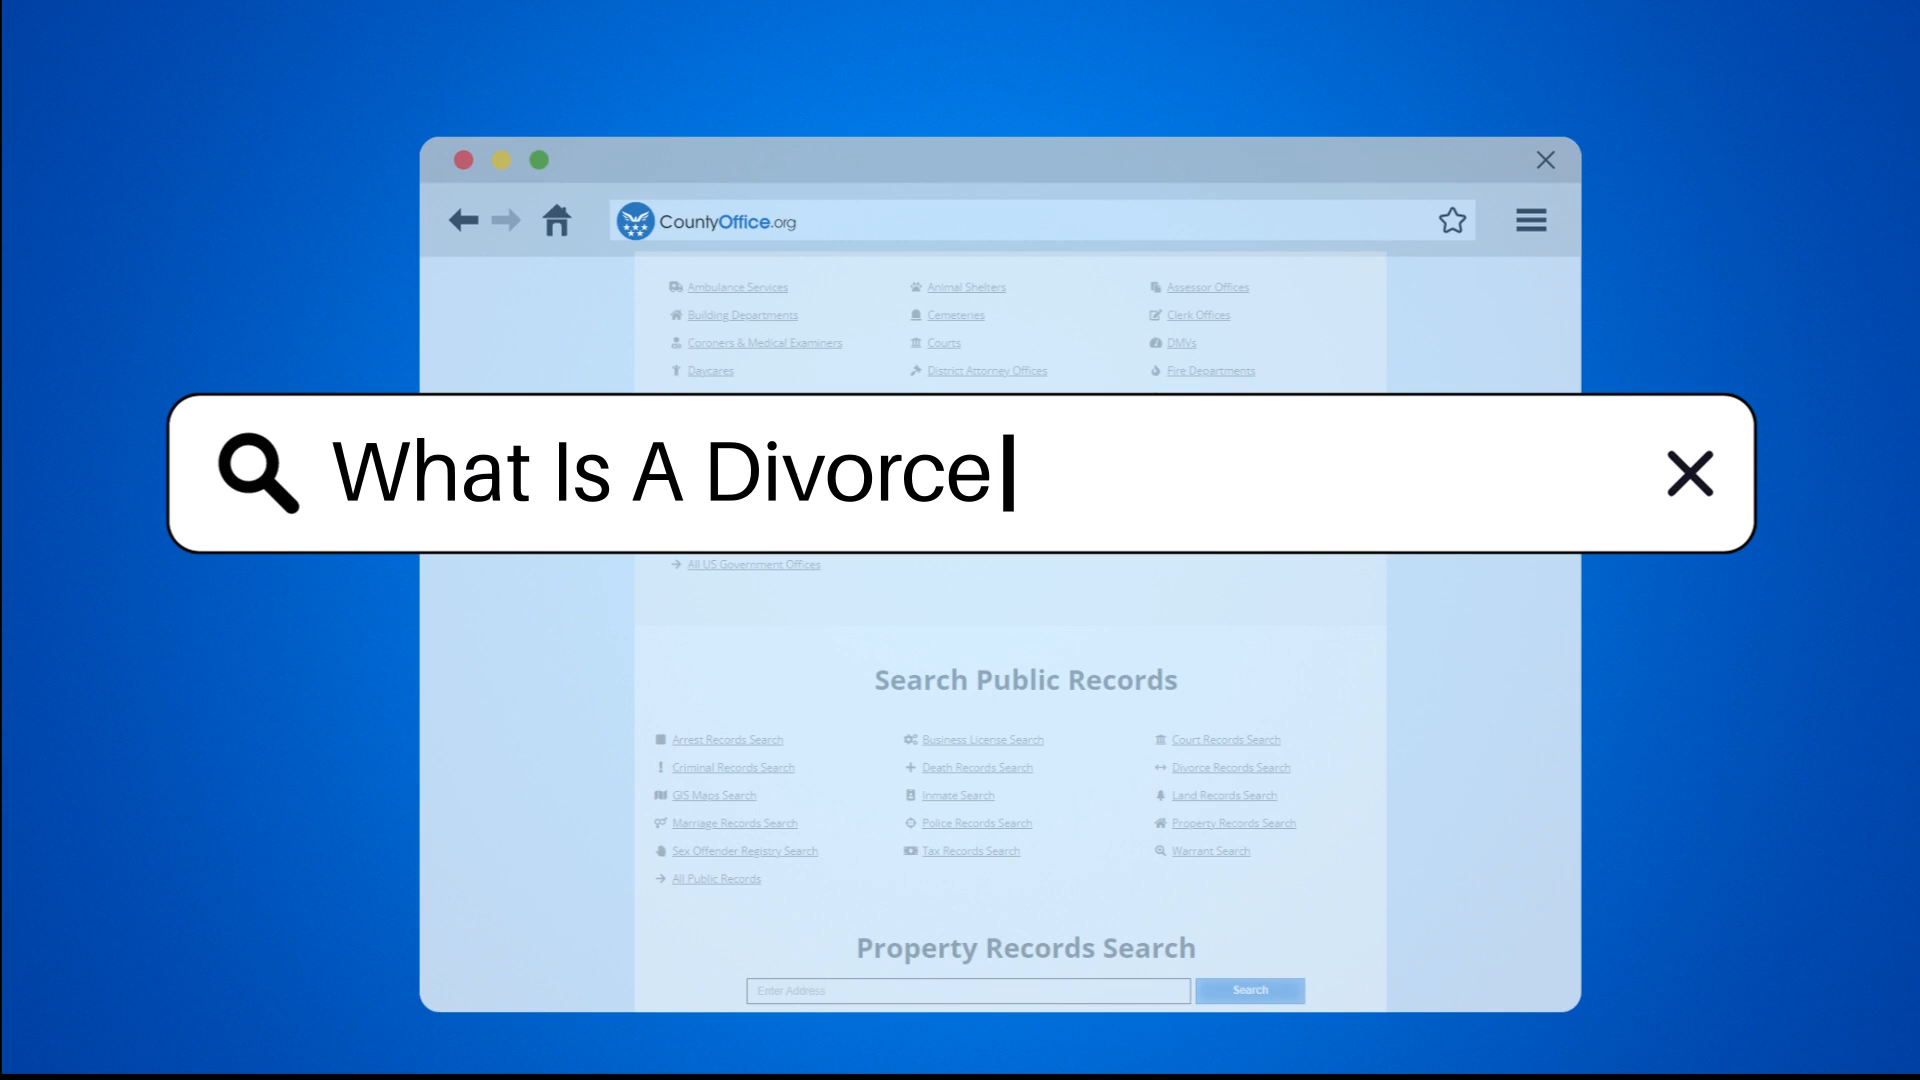 CountyOffice.org
Ambulance Services Animal Shelters Assessor Offices
Building Departments Cemeteries Clerk Offices
Coroners & Medical Examiners Courts DMVs
Daycares District Attorney Offices Fire Departments
What Is A Divorce
All US Government Offices
Search Public Records
Arrest Records Search Business License Search Court Records Search
Criminal Records Search Death Records Search Divorce Records Search
GIS Maps Search Inmate Search Land Records Search
Marriage Records Search Police Records Search Property Records Search
Sex Offender Registry Search Tax Records Search Warrant Search
All Public Records
Property Records Search
Enter Address Search